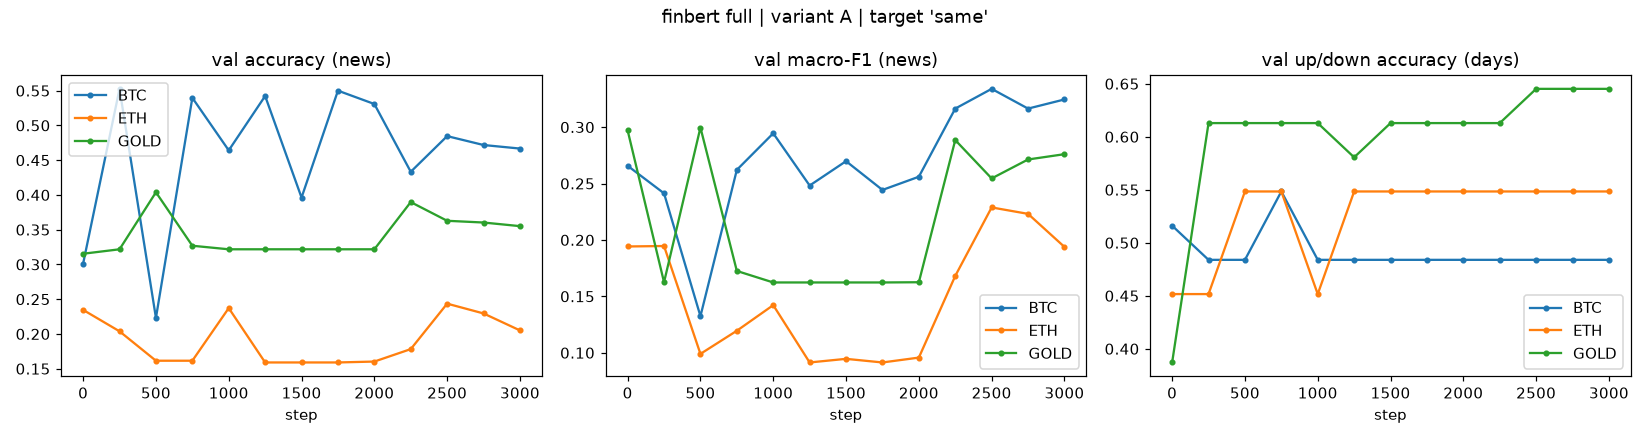 finbert full | variant A | target 'same'
val accuracy (news)
0.55
0.50
0.45
0.40
0.35
0.30
0.25
0.20
0.15
BTC
ETH
GOLD
0 500 1000 1500 2000 2500 3000
step
val macro-F1 (news)
0.30
0.25
0.20
0.15
0.10
BTC
ETH
GOLD
0 500 1000 1500 2000 2500 3000
step
val up/down accuracy (days)
0.65
0.60
0.55
0.50
0.45
0.40
BTC
ETH
GOLD
0 500 1000 1500 2000 2500 3000
step